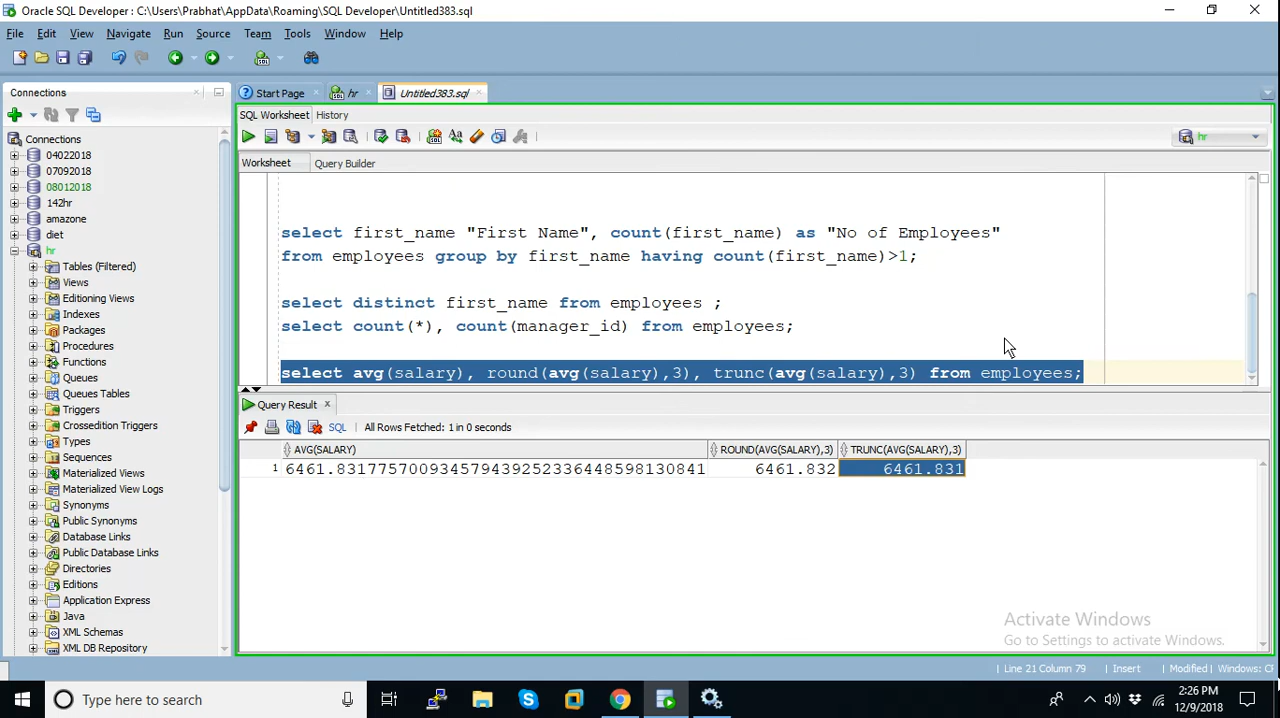 Oracle SQL Developer : C:\Users\Prabhat\AppData\Roaming\SQL Developer\Untitled383.sql
File Edit View Navigate Run Source Team Tools Window Help
Connections
Start Page
hr
Untitled383.sql
SQL Worksheet History
hr
Worksheet Query Builder
Connections
04022018
07092018
08012018
142hr
amazone
diet
hr
Tables (Filtered)
Views
Editioning Views
Indexes
Packages
Procedures
Functions
Queues
Queues Tables
Triggers
Crossedition Triggers
Types
Sequences
Materialized Views
Materialized View Logs
Synonyms
Public Synonyms
Database Links
Public Database Links
Directories
Editions
Application Express
Java
XML Schemas
XML DB Repository
select first_name "First Name", count(first_name) as "No of Employees"
from employees group by first_name having count(first_name)>1;
select distinct first_name from employees ;
select count(*), count(manager_id) from employees;
select avg(salary), round(avg(salary),3), trunc(avg(salary),3) from employees;
Query Result
SQL | All Rows Fetched: 1 in 0 seconds
AVG(SALARY) ROUND(AVG(SALARY),3) TRUNC(AVG(SALARY),3)
1 6461.831775700934579439252336448598130841 6461.832 6461.831
Activate Windows
Go to Settings to activate Windows.
Line 21 Column 79 | Insert | Modified | Windows: CF
Type here to search
2:26 PM
12/9/2018